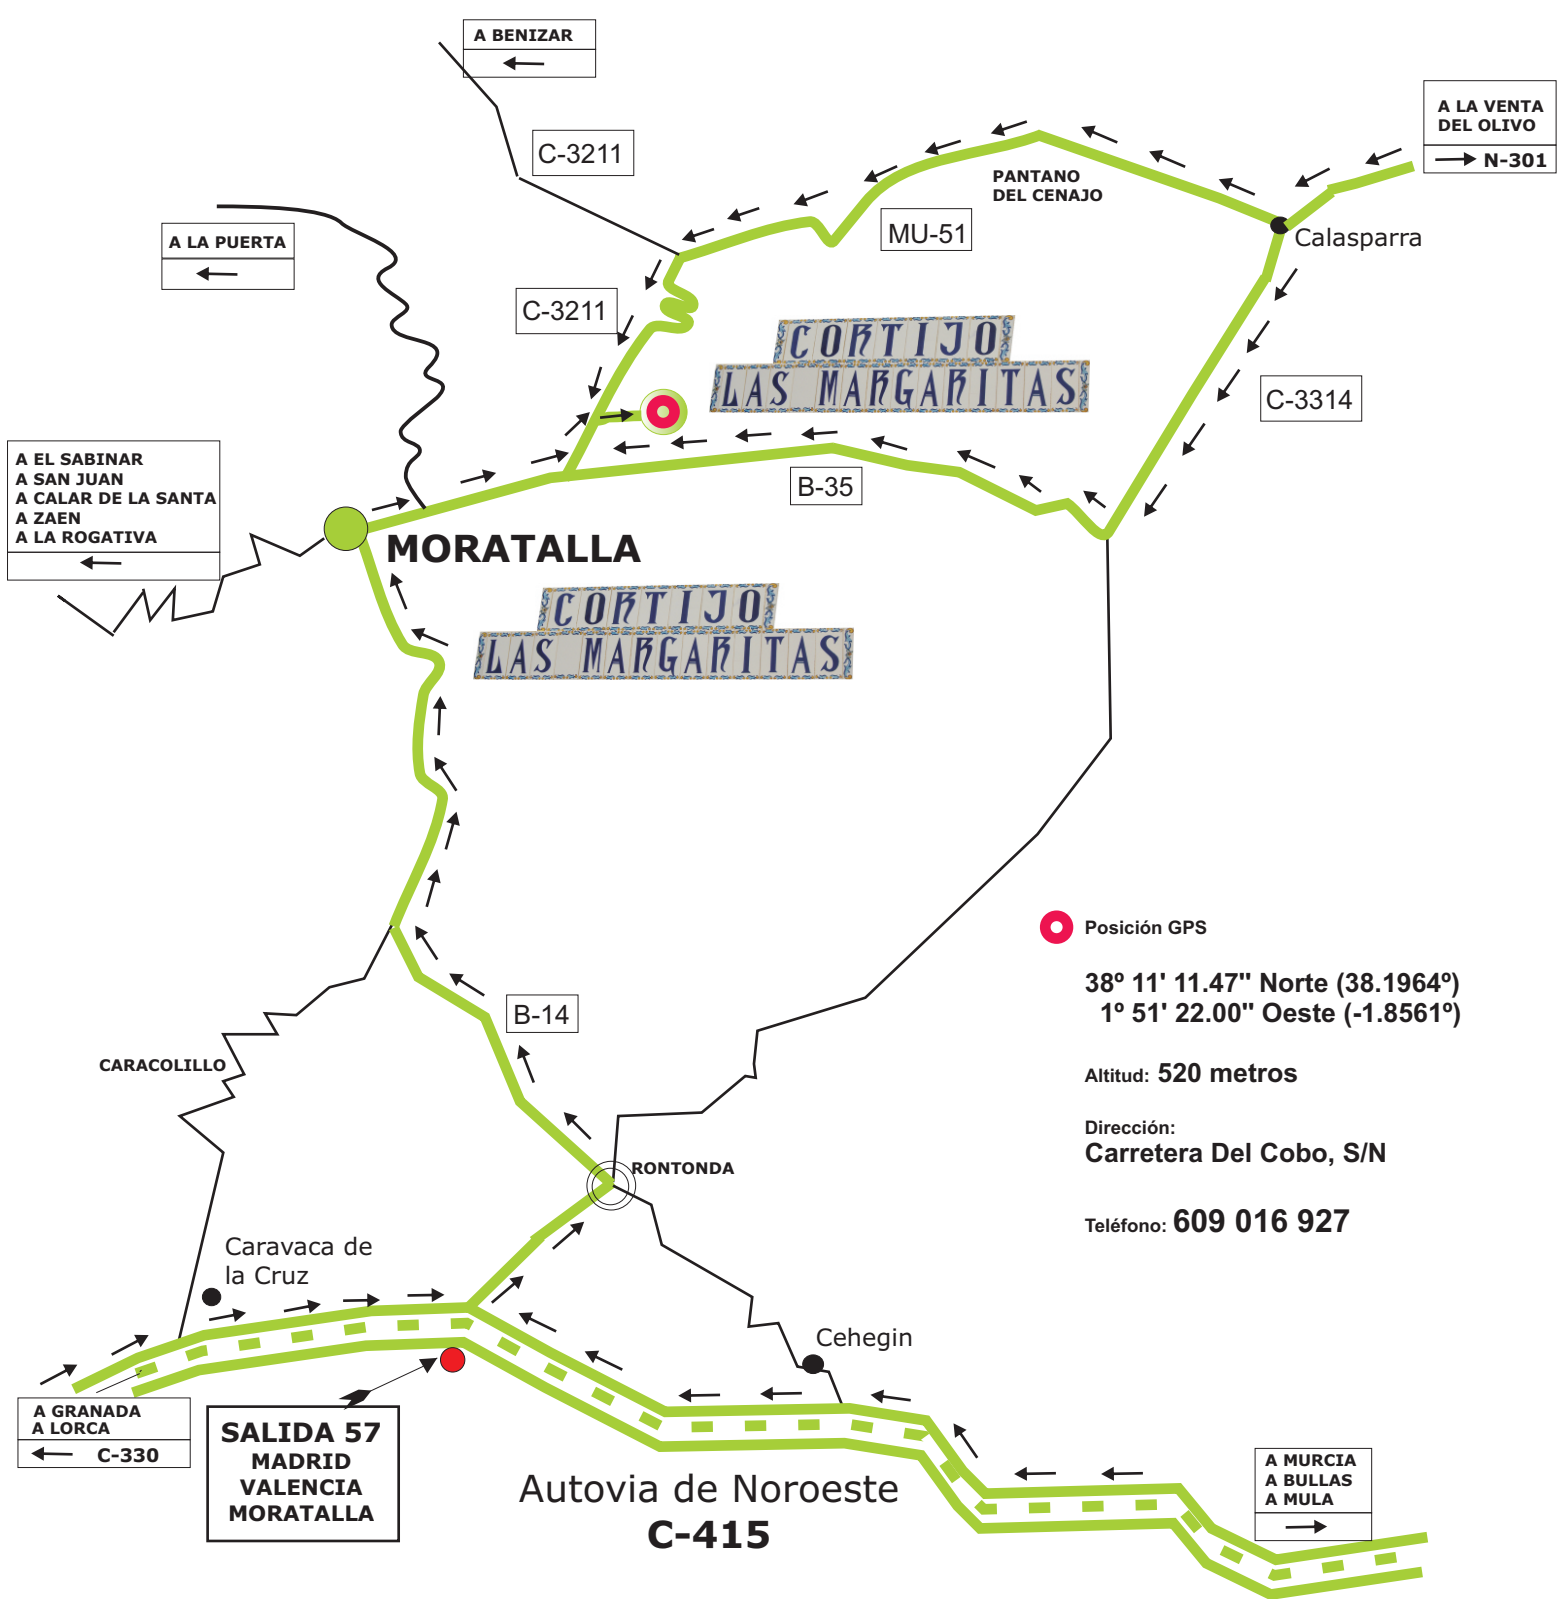 A BENIZAR
C-3211
A LA VENTA
DEL OLIVO
N-301
PANTANO
DEL CENAJO
MU-51
Calasparra
A LA PUERTA
C-3211
CORTIJO
LAS MARGARITAS
C-3314
A EL SABINAR
A SAN JUAN
A CALAR DE LA SANTA
A ZAEN
A LA ROGATIVA
B-35
MORATALLA
CORTIJO
LAS MARGARITAS
Posición GPS
38º 11' 11.47" Norte (38.1964º)
1º 51' 22.00" Oeste (-1.8561º)
Altitud: 520 metros
Dirección:
Carretera Del Cobo, S/N
Teléfono: 609 016 927
B-14
CARACOLILLO
RONTONDA
Caravaca de
la Cruz
Cehegin
A GRANADA
A LORCA
C-330
SALIDA 57
MADRID
VALENCIA
MORATALLA
Autovia de Noroeste
C-415
A MURCIA
A BULLAS
A MULA